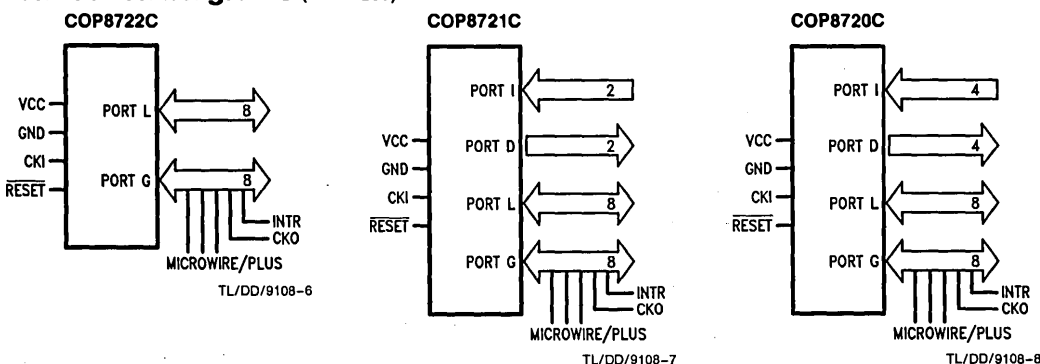 COP8722C
VCC
GND
CKI
RESET
PORT L
8
PORT G
8
INTR
CKO
MICROWIRE/PLUS
TL/DD/9108-6
COP8721C
VCC
GND
CKI
RESET
PORT I
2
PORT D
2
PORT L
8
PORT G
8
INTR
CKO
MICROWIRE/PLUS
TL/DD/9108-7
COP8720C
VCC
GND
CKI
RESET
PORT I
4
PORT D
4
PORT L
8
PORT G
8
INTR
CKO
MICROWIRE/PLUS
TL/DD/9108-8